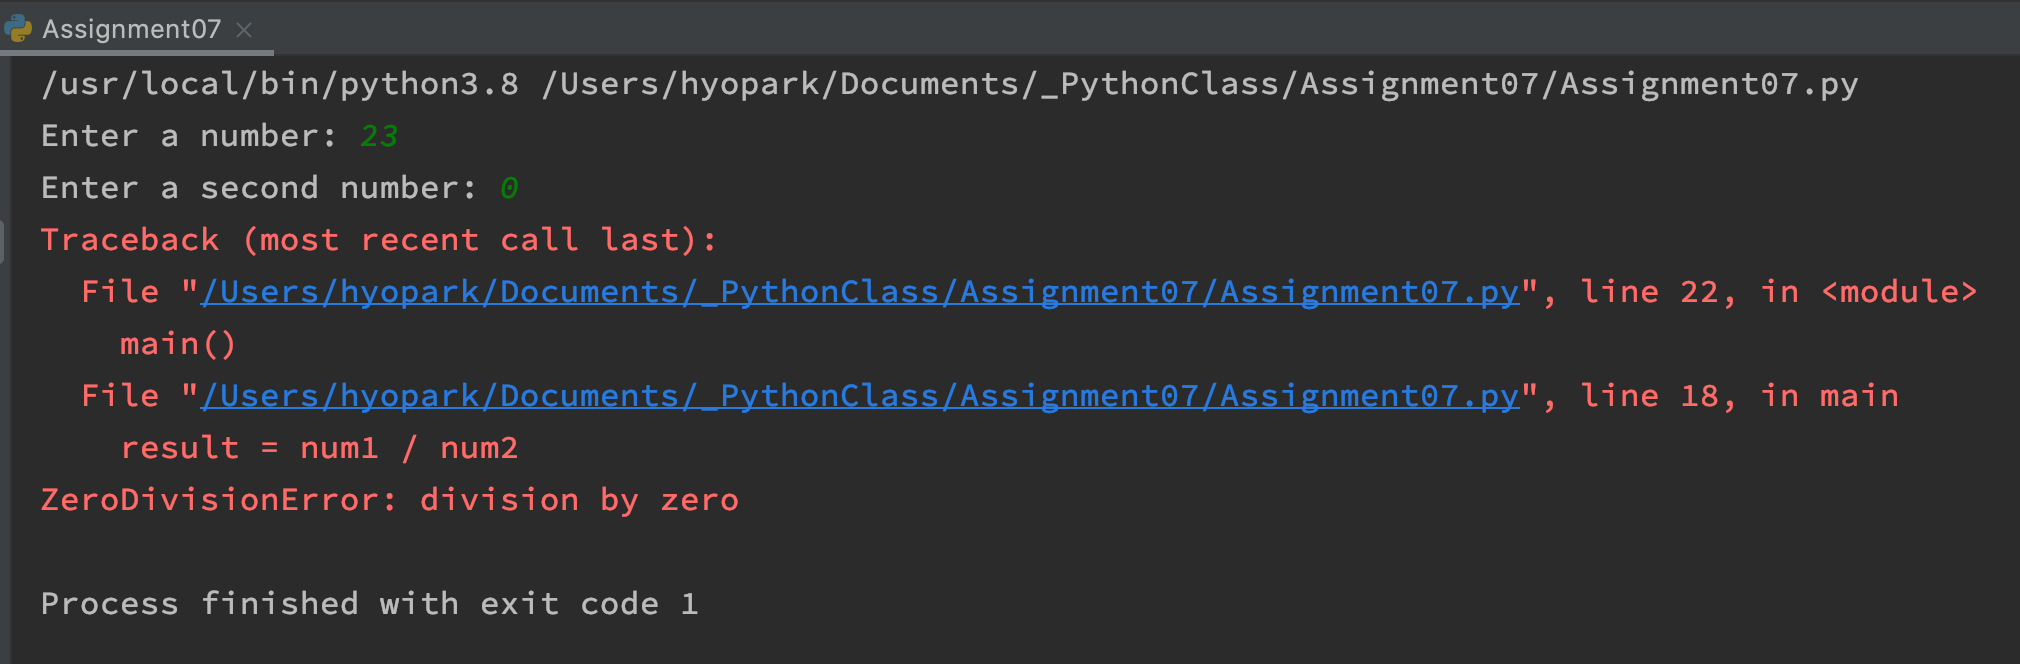 Assignment07
/usr/local/bin/python3.8 /Users/hyopark/Documents/_PythonClass/Assignment07/Assignment07.py
Enter a number: 23
Enter a second number: 0
Traceback (most recent call last):
  File "/Users/hyopark/Documents/_PythonClass/Assignment07/Assignment07.py", line 22, in <module>
    main()
  File "/Users/hyopark/Documents/_PythonClass/Assignment07/Assignment07.py", line 18, in main
    result = num1 / num2
ZeroDivisionError: division by zero
Process finished with exit code 1